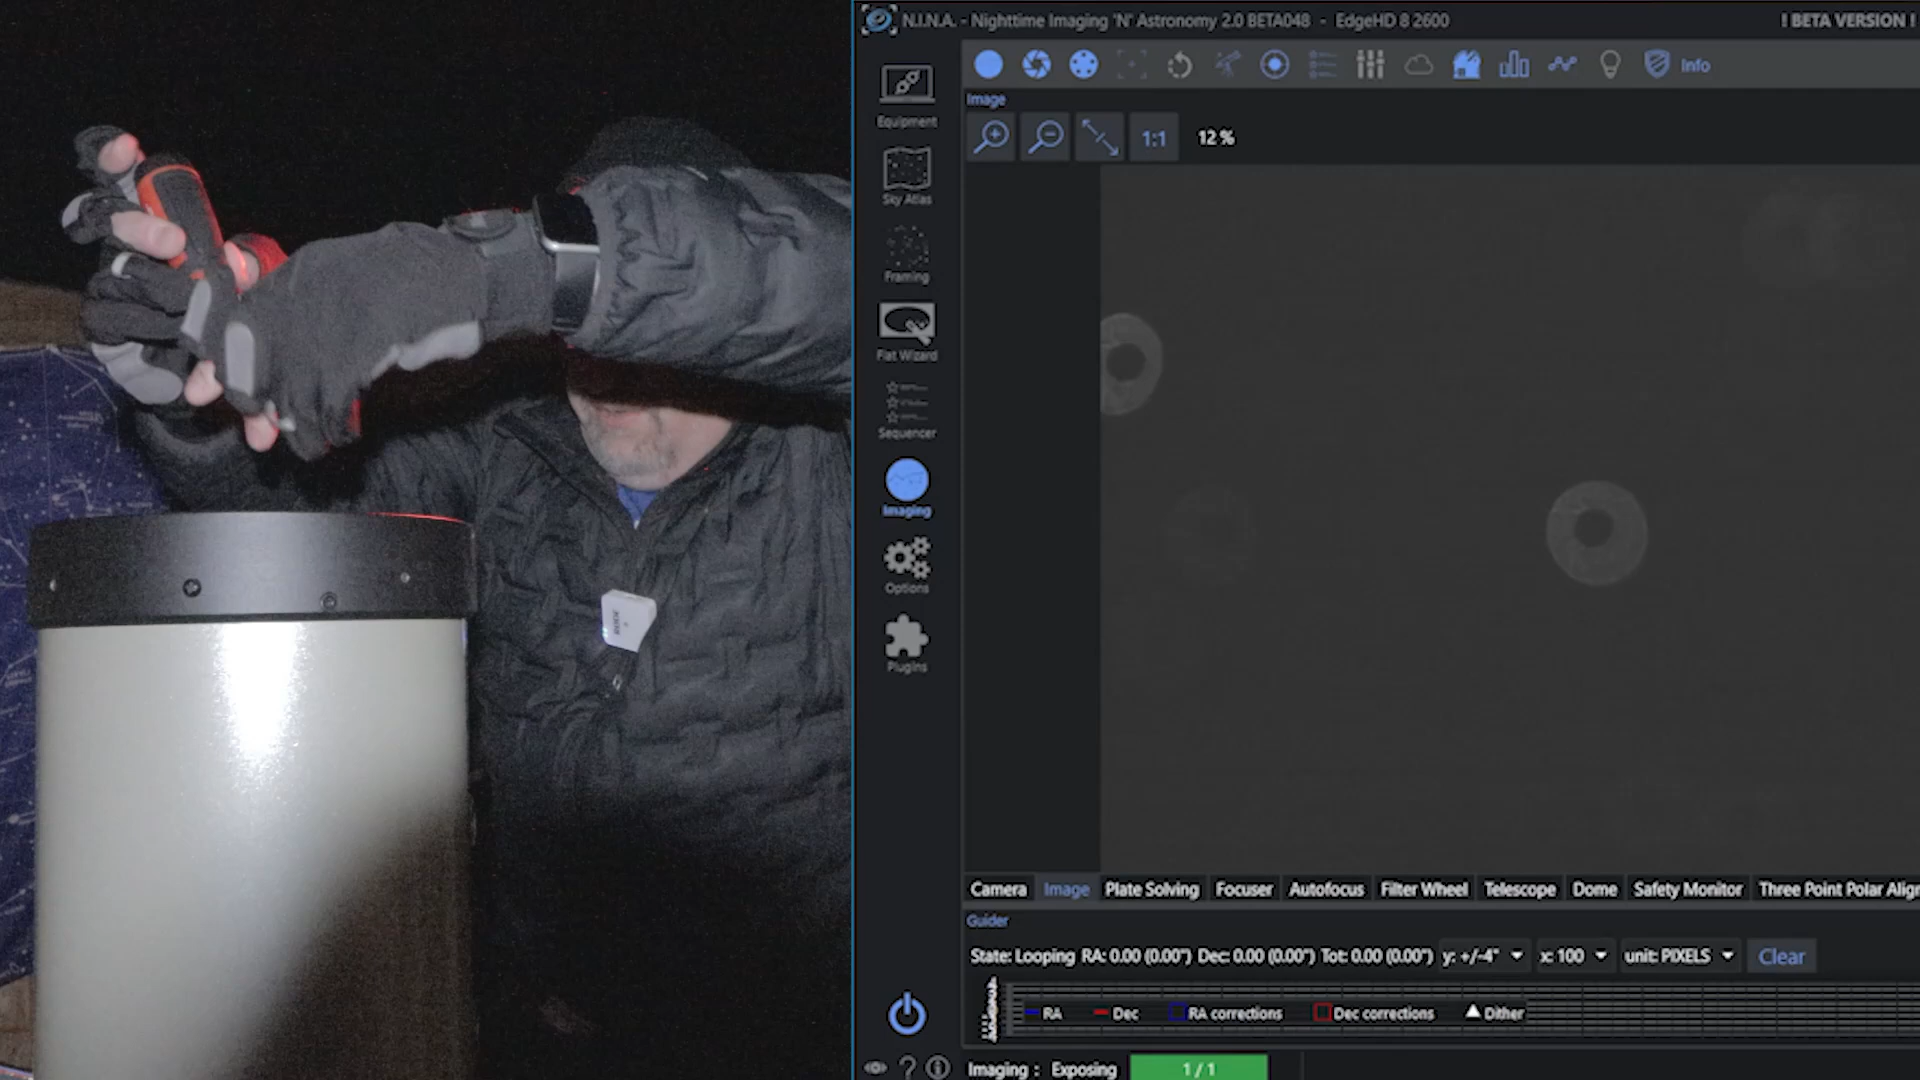 N.I.N.A. - Nighttime Imaging 'N' Astronomy 2.0 BETA048 - EdgeHD 8 2600
! BETA VERSION !
Info
Image
1:1
12 %
Equipment
Sky Atlas
Framing
Flat Wizard
Sequencer
Imaging
Options
Plugins
RODE
Camera Image Plate Solving Focuser Autofocus Filter Wheel Telescope Dome Safety Monitor Three Point Polar Align
Guider
State: Looping RA: 0.00 (0.00") Dec: 0.00 (0.00") Tot: 0.00 (0.00") y: +/-4" x: 100 unit: PIXELS Clear
RA Dec RA corrections Dec corrections Dither
Imaging : Exposing 1 / 1